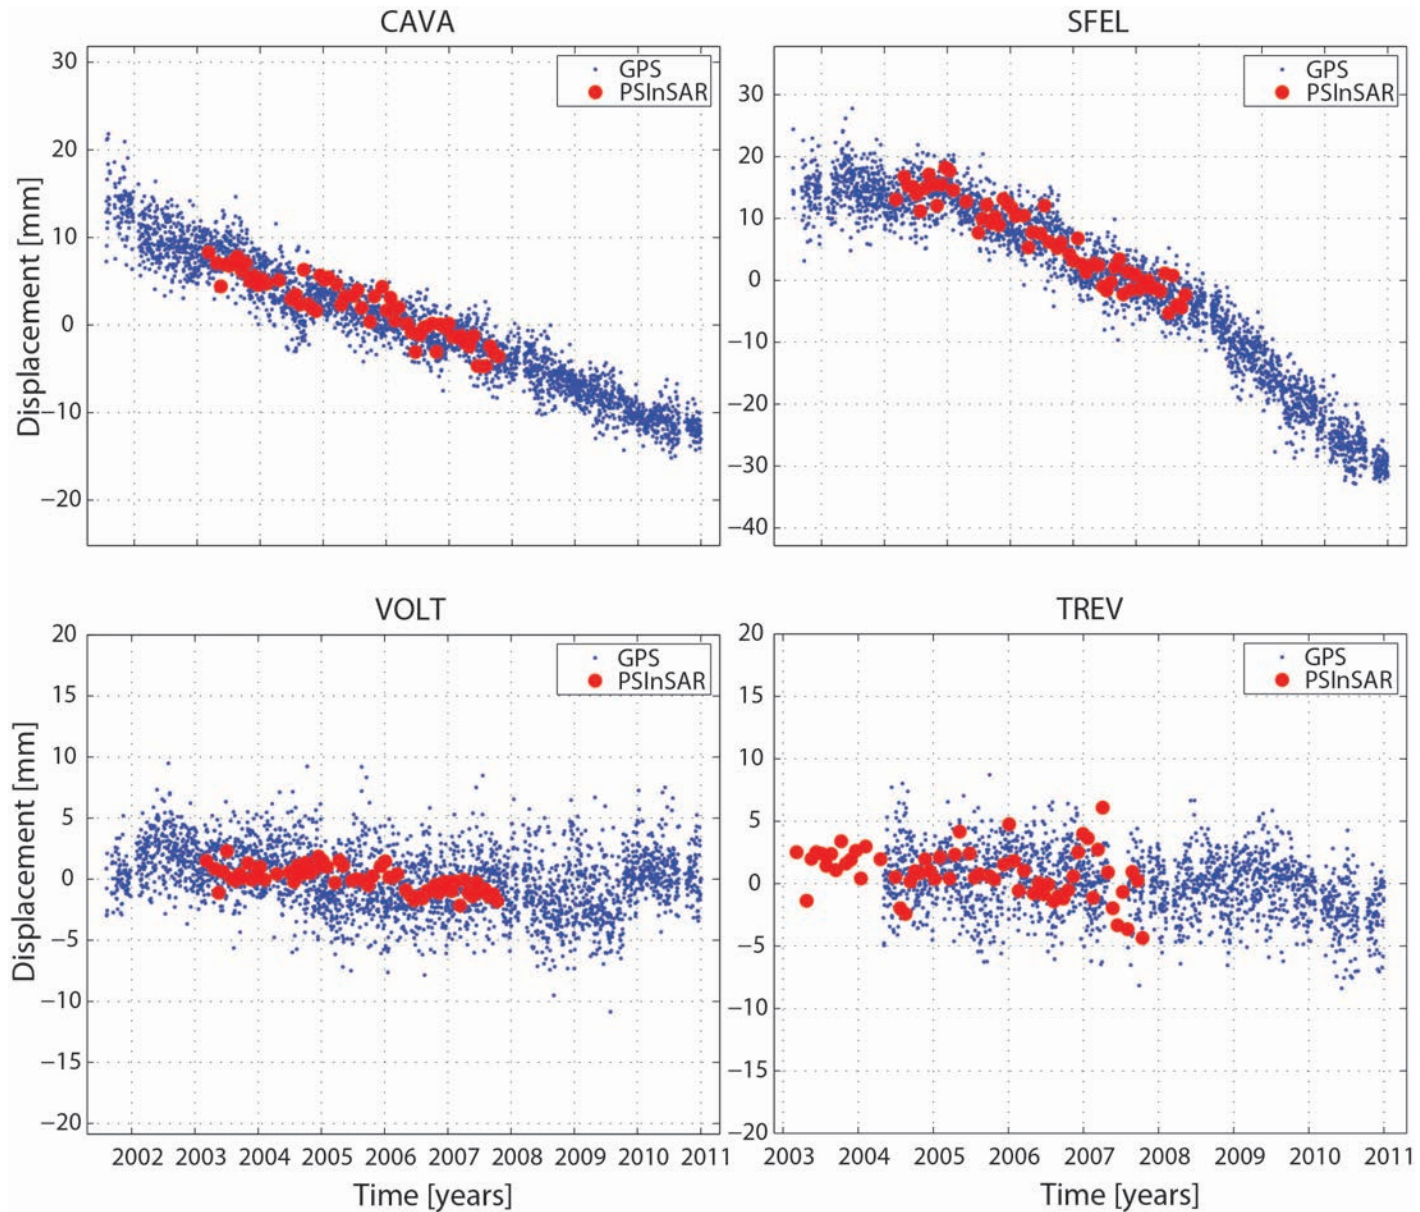 CAVA
SFEL
30
20
10
0
−10
−20
Displacement [mm]
GPS
PSInSAR
30
20
10
0
−10
−20
−30
−40
GPS
PSInSAR
VOLT
TREV
20
15
10
5
0
−5
−10
−15
−20
Displacement [mm]
GPS
PSInSAR
2002 2003 2004 2005 2006 2007 2008 2009 2010 2011
Time [years]
20
15
10
5
0
−5
−10
−15
−20
GPS
PSInSAR
2003 2004 2005 2006 2007 2008 2009 2010 2011
Time [years]